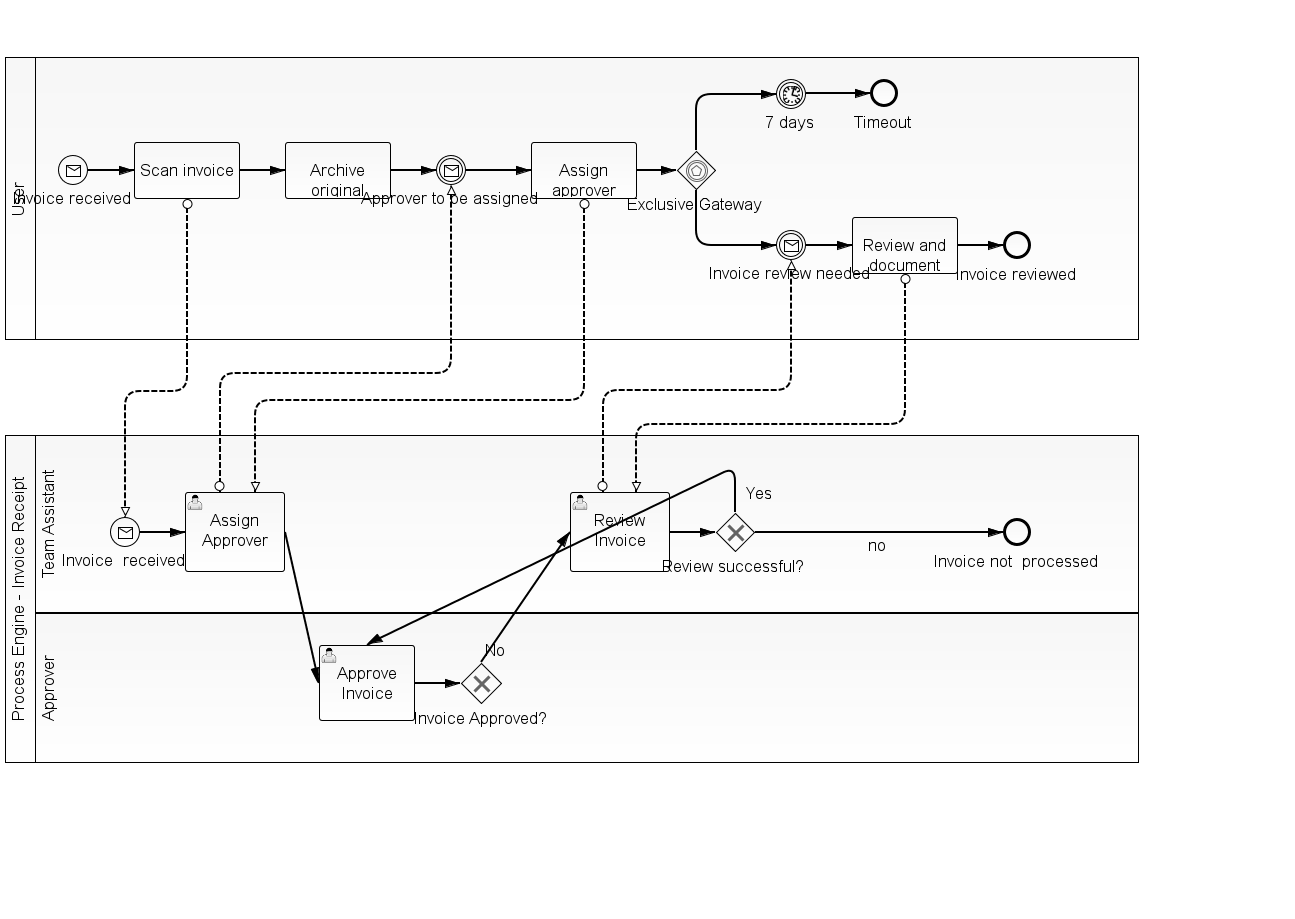 User
7 days
Timeout
Invoice received
Scan invoice
Archive
original
Approver to be assigned
Assign
approver
Exclusive Gateway
Invoice review needed
Review and
document
Invoice reviewed
Process Engine - Invoice Receipt
Team Assistant
Invoice  received
Assign
Approver
Review
Invoice
Yes
Review successful?
no
Invoice not  processed
Approver
Approve
Invoice
No
Invoice Approved?